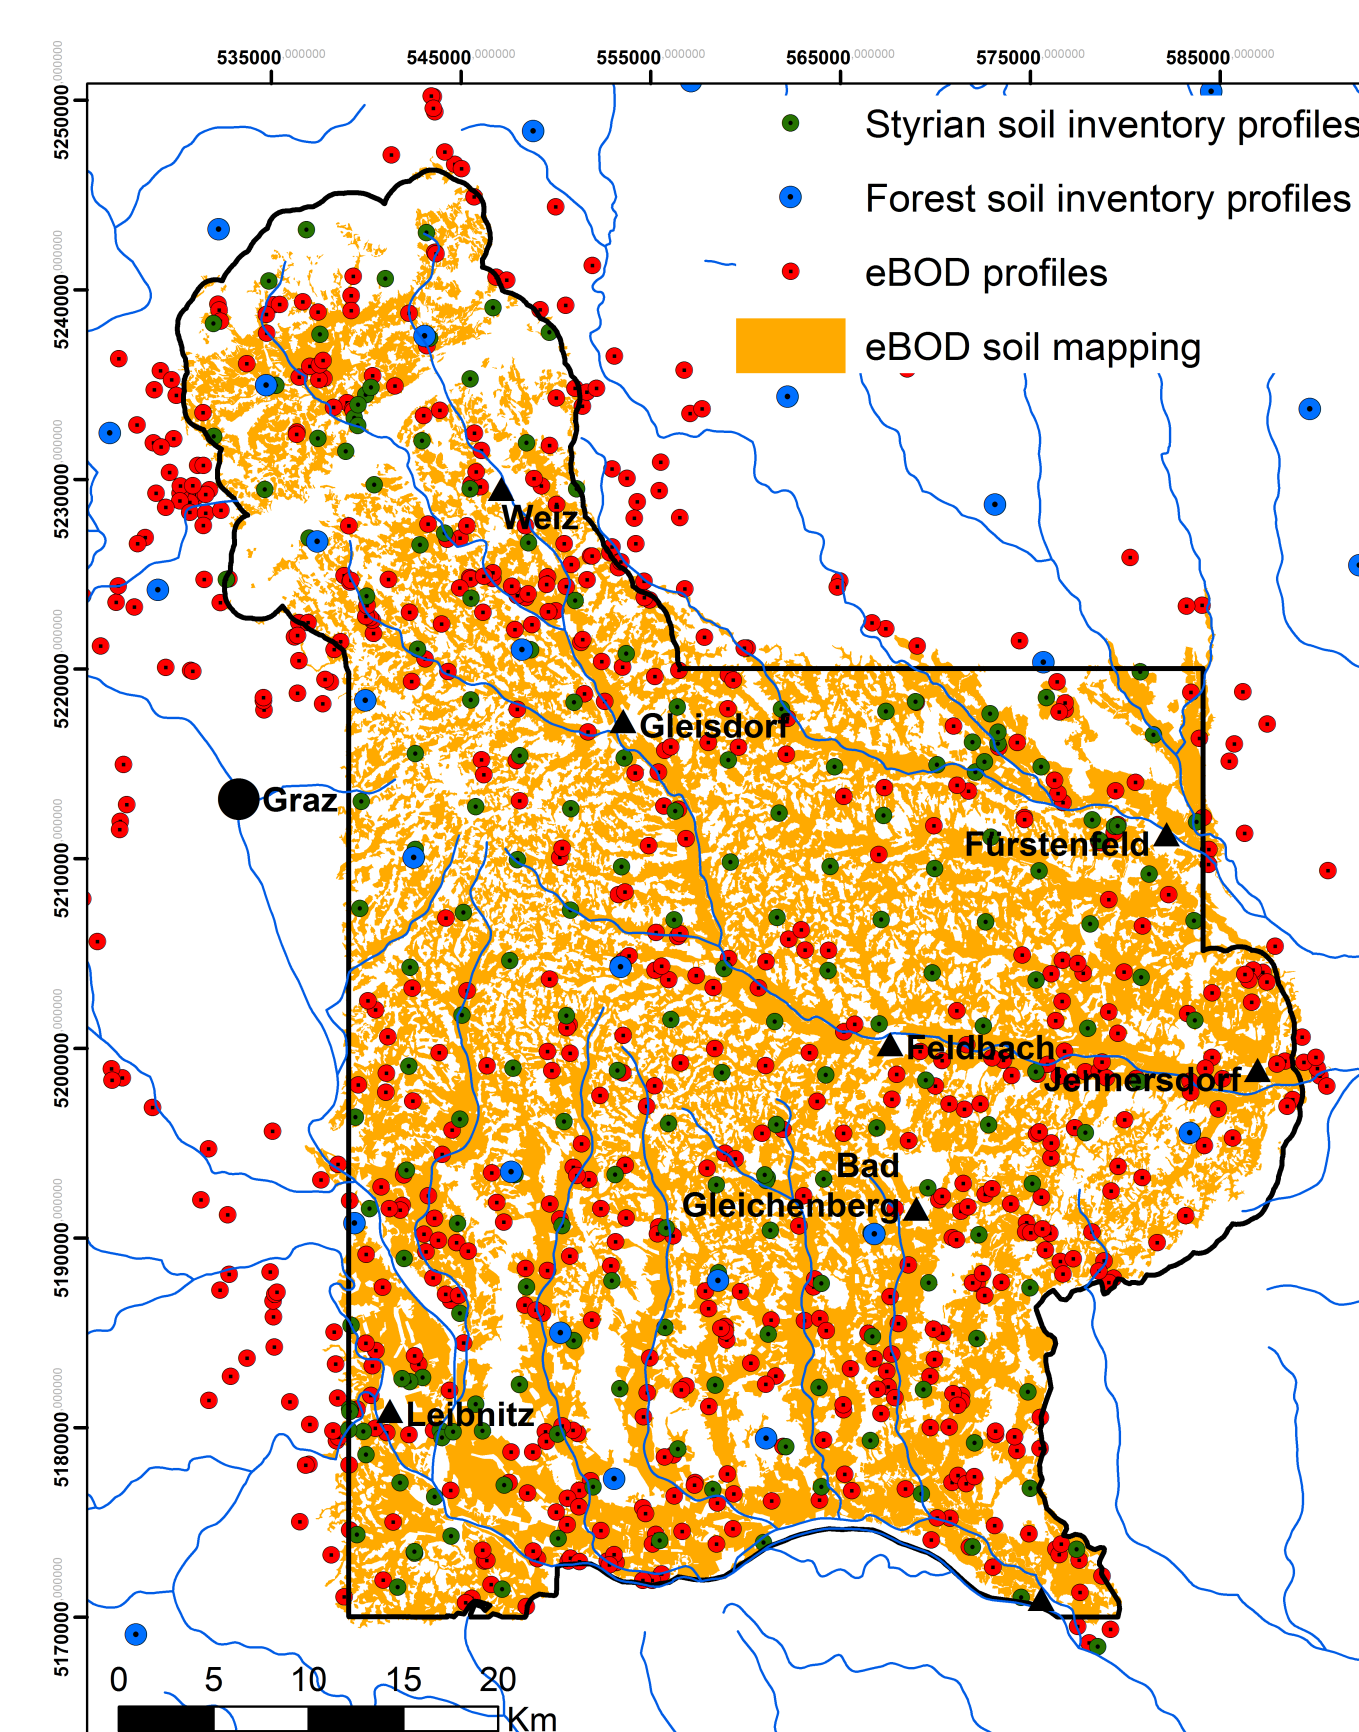 535000.000000 545000.000000 555000.000000 565000.000000 575000.000000 585000.000000
5250000.000000
5240000.000000
5230000.000000
5220000.000000
5210000.000000
5200000.000000
5190000.000000
5180000.000000
5170000.000000
Styrian soil inventory profiles
Forest soil inventory profiles
eBOD profiles
eBOD soil mapping
Weiz
Gleisdorf
Graz
Fürstenfeld
Feldbach
Jennersdorf
Bad
Gleichenberg
Leibnitz
0 5 10 15 20
Km